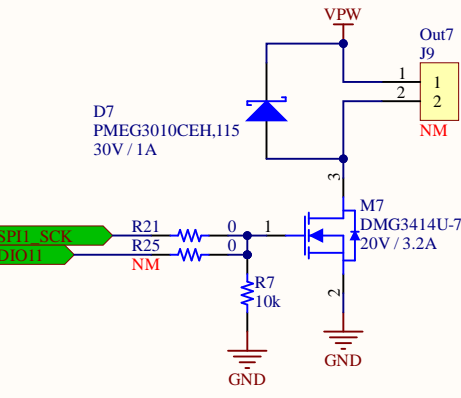 VPW
Out7
J9
1
2
1
2
NM
D7
PMEG3010CEH,115
30V / 1A
3
M7
DMG3414U-7
20V / 3.2A
SPI1_SCK
DIO11
R21
0
1
R25
0
NM
R7
10k
2
GND
GND